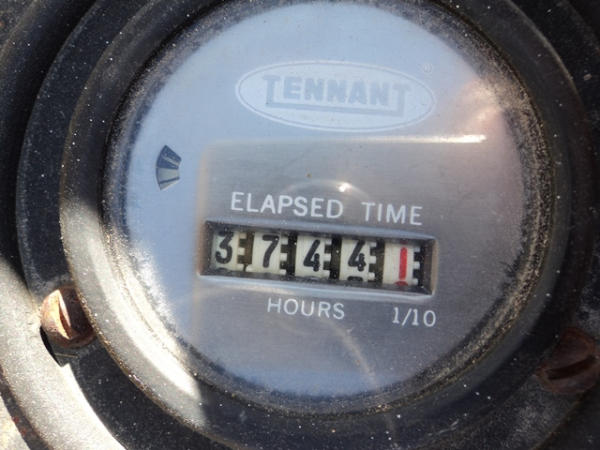 TENNANT
ELAPSED TIME
37441
HOURS 1/10